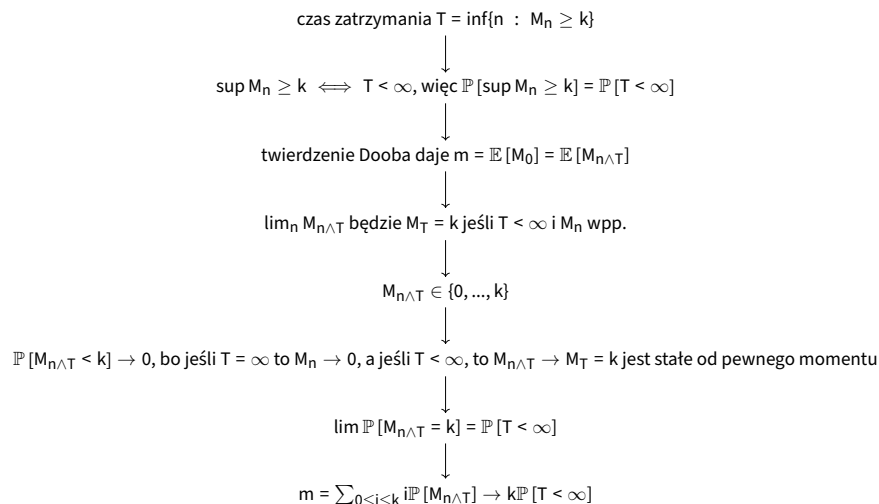 czas zatrzymania T = inf{n : Mₙ ≥ k}
sup Mₙ ≥ k ⟺ T < ∞, więc ℙ [sup Mₙ ≥ k] = ℙ [T < ∞]
twierdzenie Dooba daje m = 𝔼 [M₀] = 𝔼 [M_{n∧T}]
limₙ M_{n∧T} będzie M_T = k jeśli T < ∞ i Mₙ wpp.
M_{n∧T} ∈ {0, ..., k}
ℙ [M_{n∧T} < k] → 0, bo jeśli T = ∞ to Mₙ → 0, a jeśli T < ∞, to M_{n∧T} → M_T = k jest stałe od pewnego momentu
lim ℙ [M_{n∧T} = k] = ℙ [T < ∞]
m = ∑_{0≤i≤k} iℙ [M_{n∧T}] → kℙ [T < ∞]